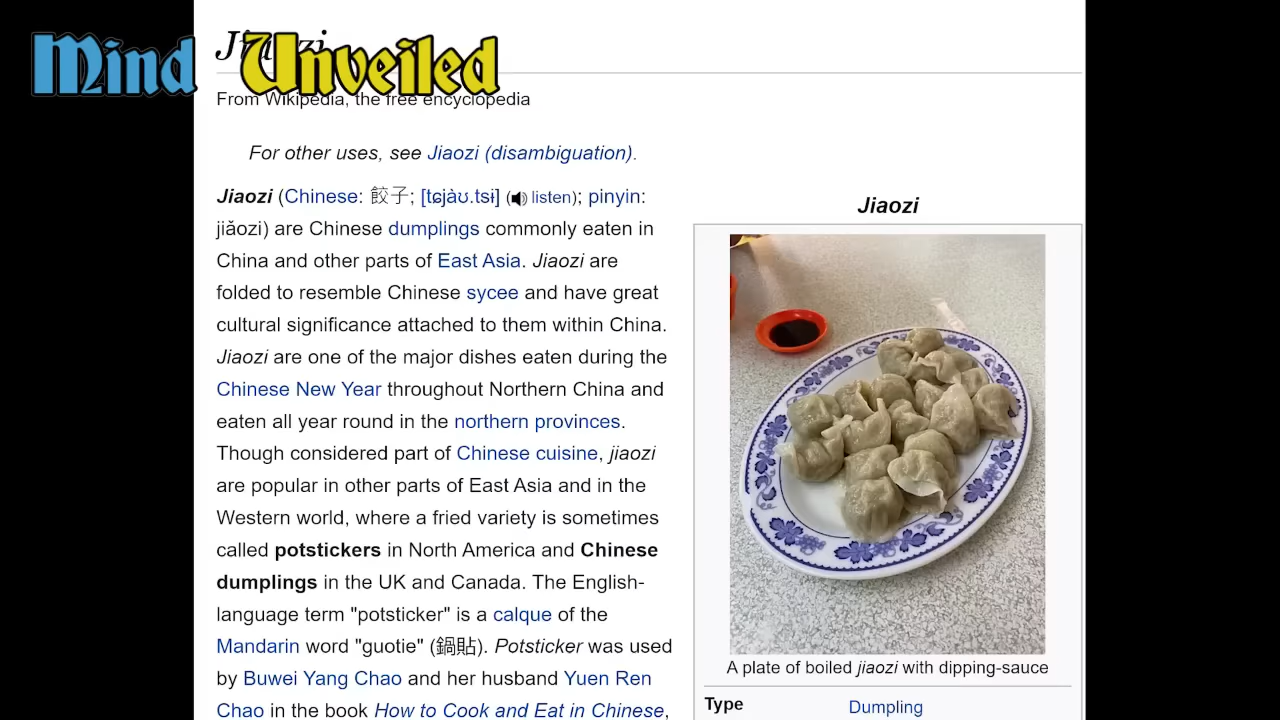 Jiaozi
Mind Unveiled
From Wikipedia, the free encyclopedia
For other uses, see Jiaozi (disambiguation).
Jiaozi (Chinese: 餃子; [tɕjàʊ.tsɨ] (listen); pinyin:
jiǎozi) are Chinese dumplings commonly eaten in
China and other parts of East Asia. Jiaozi are
folded to resemble Chinese sycee and have great
cultural significance attached to them within China.
Jiaozi are one of the major dishes eaten during the
Chinese New Year throughout Northern China and
eaten all year round in the northern provinces.
Though considered part of Chinese cuisine, jiaozi
are popular in other parts of East Asia and in the
Western world, where a fried variety is sometimes
called potstickers in North America and Chinese
dumplings in the UK and Canada. The English-
language term "potsticker" is a calque of the
Mandarin word "guotie" (鍋貼). Potsticker was used
by Buwei Yang Chao and her husband Yuen Ren
Chao in the book How to Cook and Eat in Chinese,
Jiaozi
A plate of boiled jiaozi with dipping-sauce
Type Dumpling